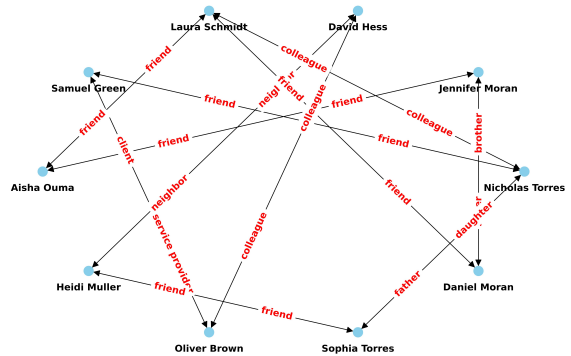 Laura Schmidt
David Hess
friend
colleague
Samuel Green
friend
Jennifer Moran
colleague
friend
friend
friend
colleague
client
friend
friend
brother
Aisha Ouma
Nicholas Torres
neighbor
friend
daughter
service provider
colleague
Heidi Muller
friend
father
Daniel Moran
friend
Oliver Brown
Sophia Torres